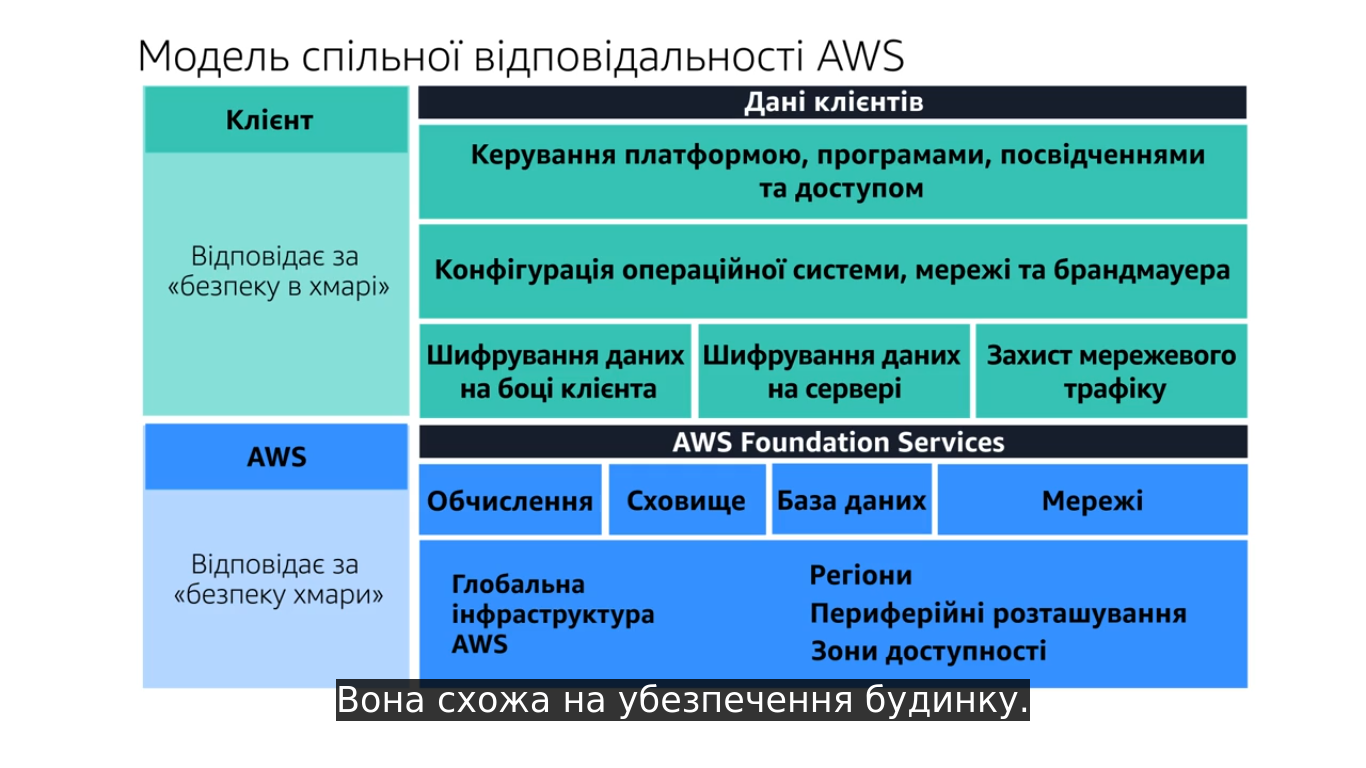 Модель спільної відповідальності AWS
Клієнт
Відповідає за
«безпеку в хмарі»
Дані клієнтів
Керування платформою, програмами, посвідченнями
та доступом
Конфігурація операційної системи, мережі та брандмауера
Шифрування даних
на боці клієнта
Шифрування даних
на сервері
Захист мережевого
трафіку
AWS
Відповідає за
«безпеку хмари»
AWS Foundation Services
Обчислення
Сховище
База даних
Мережі
Глобальна
інфраструктура
AWS
Регіони
Периферійні розташування
Зони доступності
Вона схожа на убезпечення будинку.